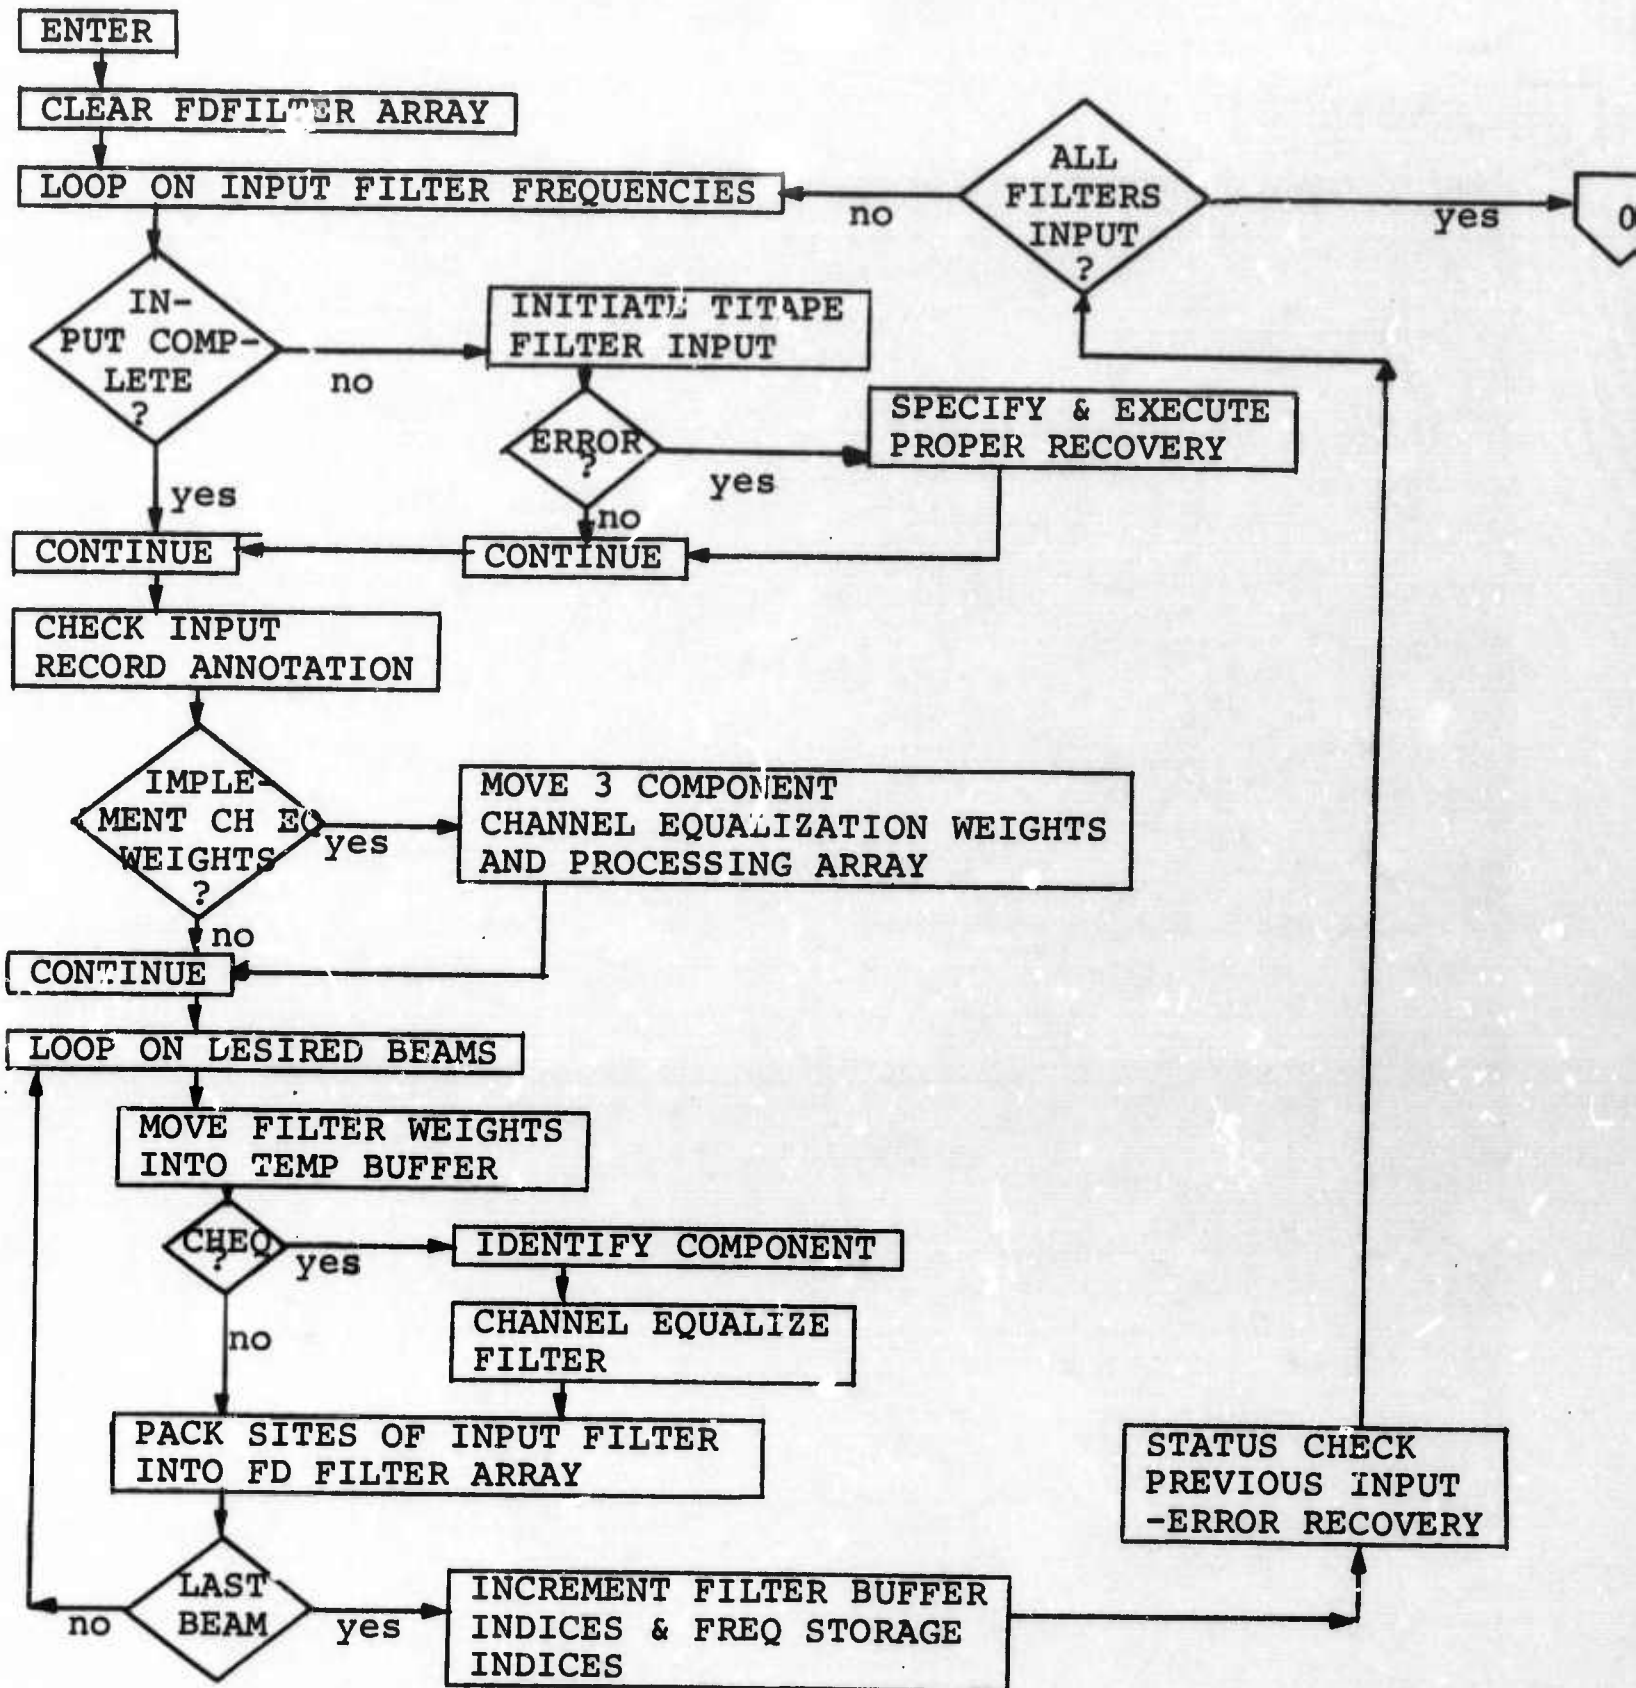 ENTER
CLEAR FDFILTER ARRAY
LOOP ON INPUT FILTER FREQUENCIES
ALL
FILTERS
INPUT
?
no
yes
IN-
PUT COMP-
LETE
?
no
yes
INITIATE TITAPE
FILTER INPUT
ERROR
?
yes
no
SPECIFY & EXECUTE
PROPER RECOVERY
CONTINUE
CONTINUE
CHECK INPUT
RECORD ANNOTATION
IMPLE-
MENT CH EQ
WEIGHTS
?
yes
no
MOVE 3 COMPONENT
CHANNEL EQUALIZATION WEIGHTS
AND PROCESSING ARRAY
CONTINUE
LOOP ON DESIRED BEAMS
MOVE FILTER WEIGHTS
INTO TEMP BUFFER
CHEQ
?
yes
no
IDENTIFY COMPONENT
CHANNEL EQUALIZE
FILTER
PACK SITES OF INPUT FILTER
INTO FD FILTER ARRAY
LAST
BEAM
no
yes
INCREMENT FILTER BUFFER
INDICES & FREQ STORAGE
INDICES
STATUS CHECK
PREVIOUS INPUT
-ERROR RECOVERY